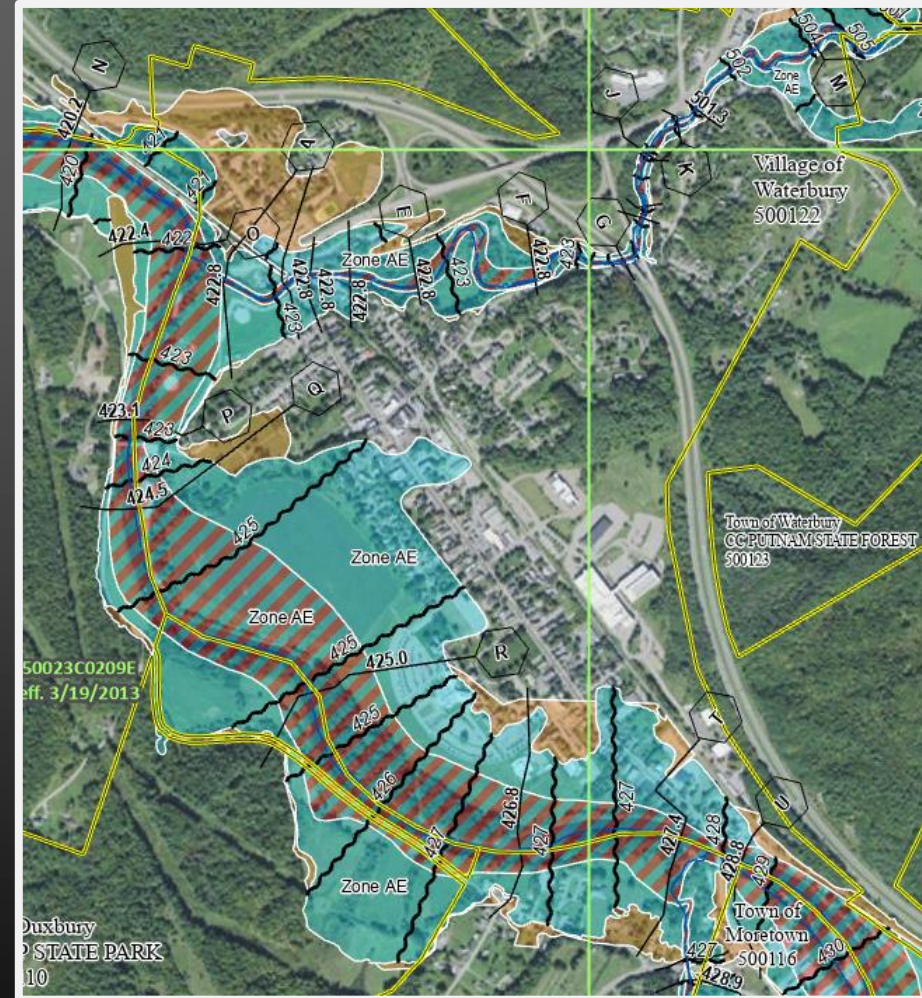 N
420.2
420
421
421
A
O
E
F
G
J
K
M
504
505
502
501.3
Zone
AE
Village of
Waterbury
500122
422.4
422
422.8
Zone AE
422.8
422.8
422.8
423
422.8
423
422.8
423
423
423.1
423
P
Q
424
424.5
425
Zone AE
Zone AE
425
425.0
R
425
426
427
426.8
427
427
427.4
428
428.8
429
T
U
Town of Waterbury
CC PUTNAM STATE FOREST
500123
50023C0209E
eff. 3/19/2013
Zone AE
Duxbury
P STATE PARK
10
Town of
Moretown
500116
427
428.9
430